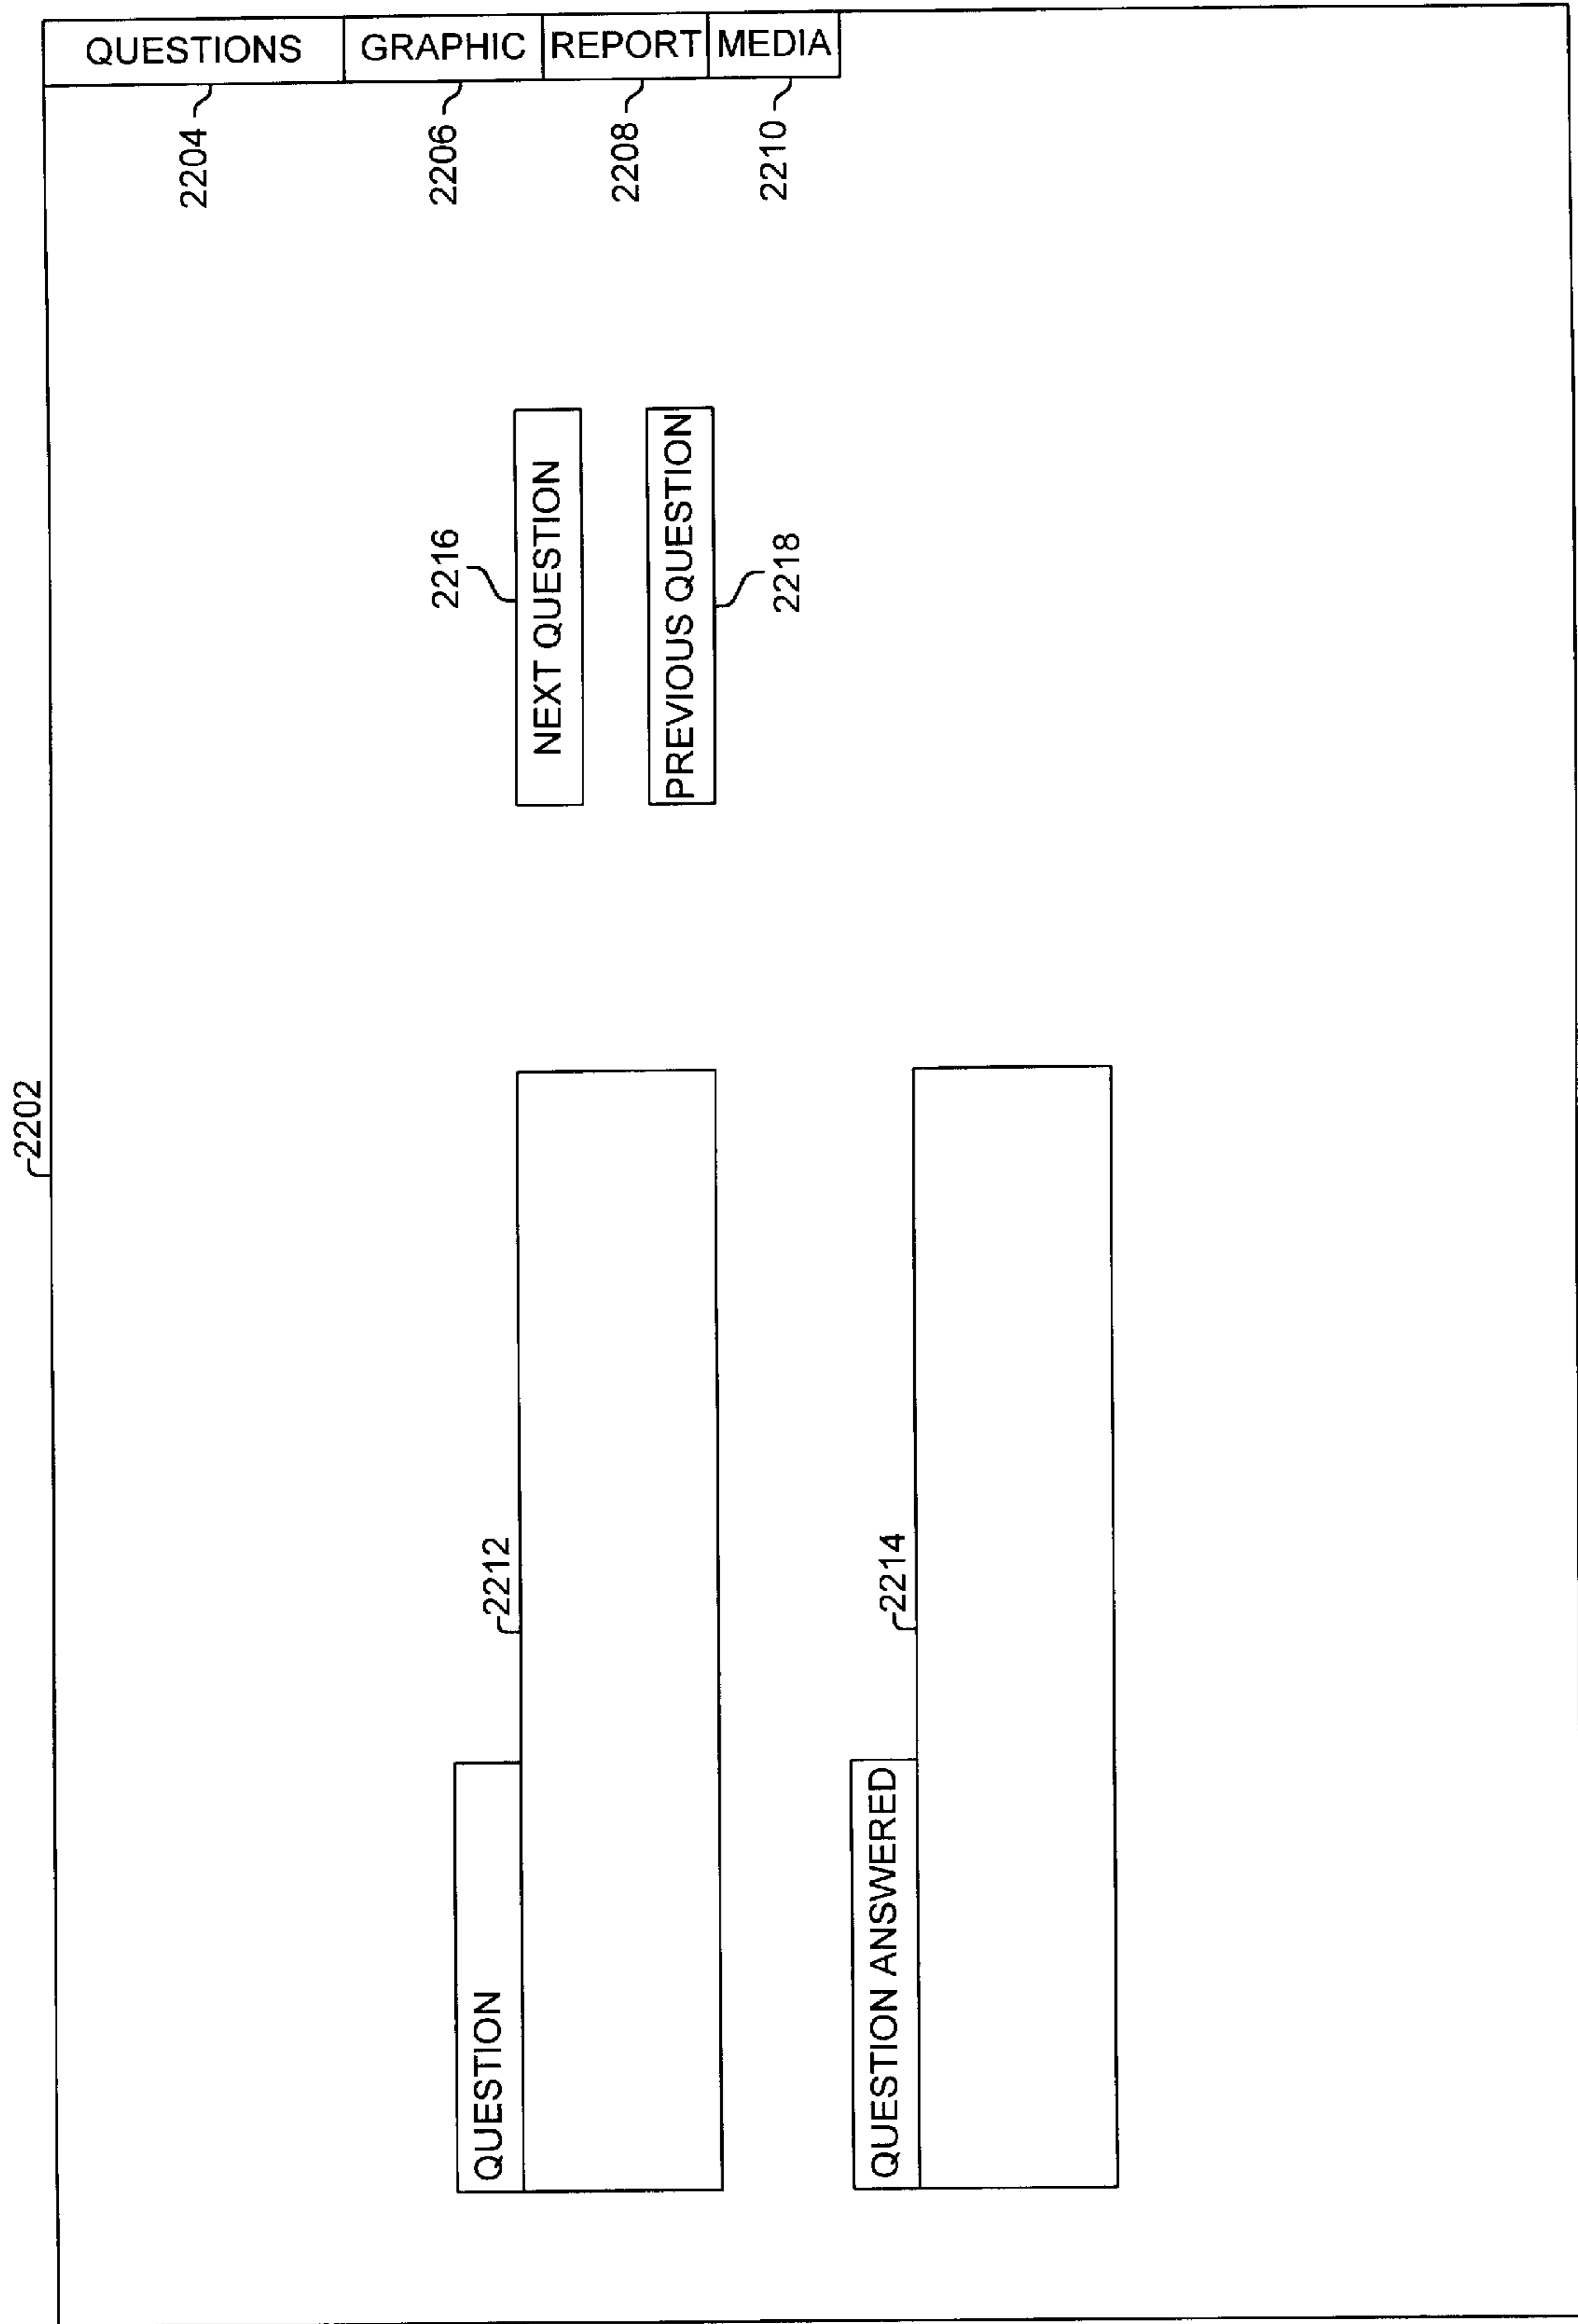 2202
QUESTIONS
GRAPHIC
REPORT
MEDIA
2204
2206
2208
2210
2216
NEXT QUESTION
PREVIOUS QUESTION
2218
2212
QUESTION
2214
QUESTION ANSWERED